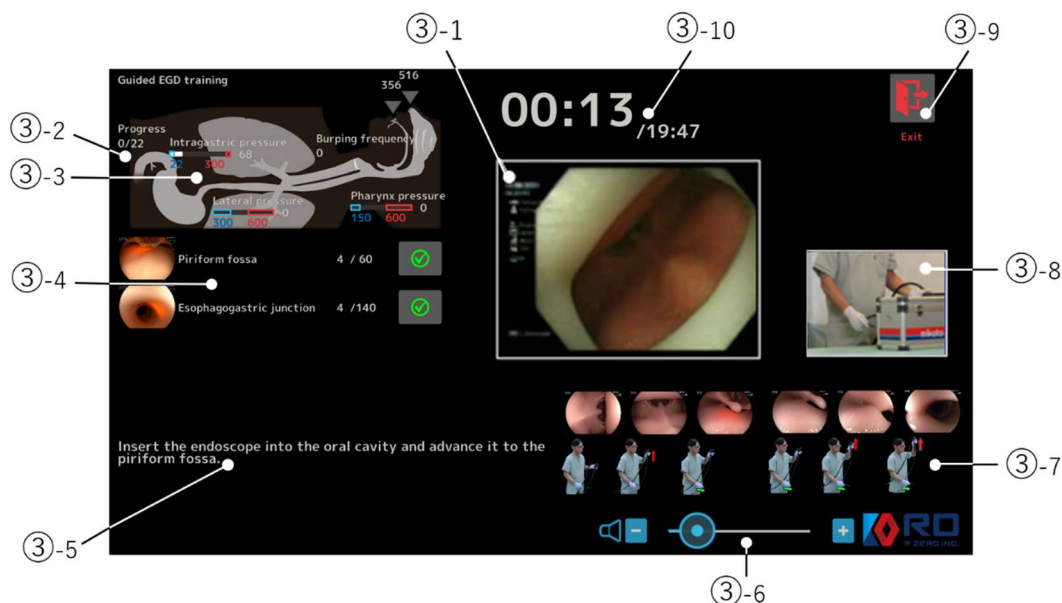 ③-1
③-10
③-9
Guided EGD training
516
356
00:13
/19:47
Exit
③-2
Progress
0/22
Intragastric pressure
68
22
300
Burping frequency
0
③-3
Lateral pressure
0
300
600
Pharynx pressure
0
150
600
③-4
Piriform fossa
4 / 60
Esophagogastric junction
4 /140
③-8
mikoto
Insert the endoscope into the oral cavity and advance it to the
piriform fossa.
③-7
③-5
RO
R ZERO INC.
③-6